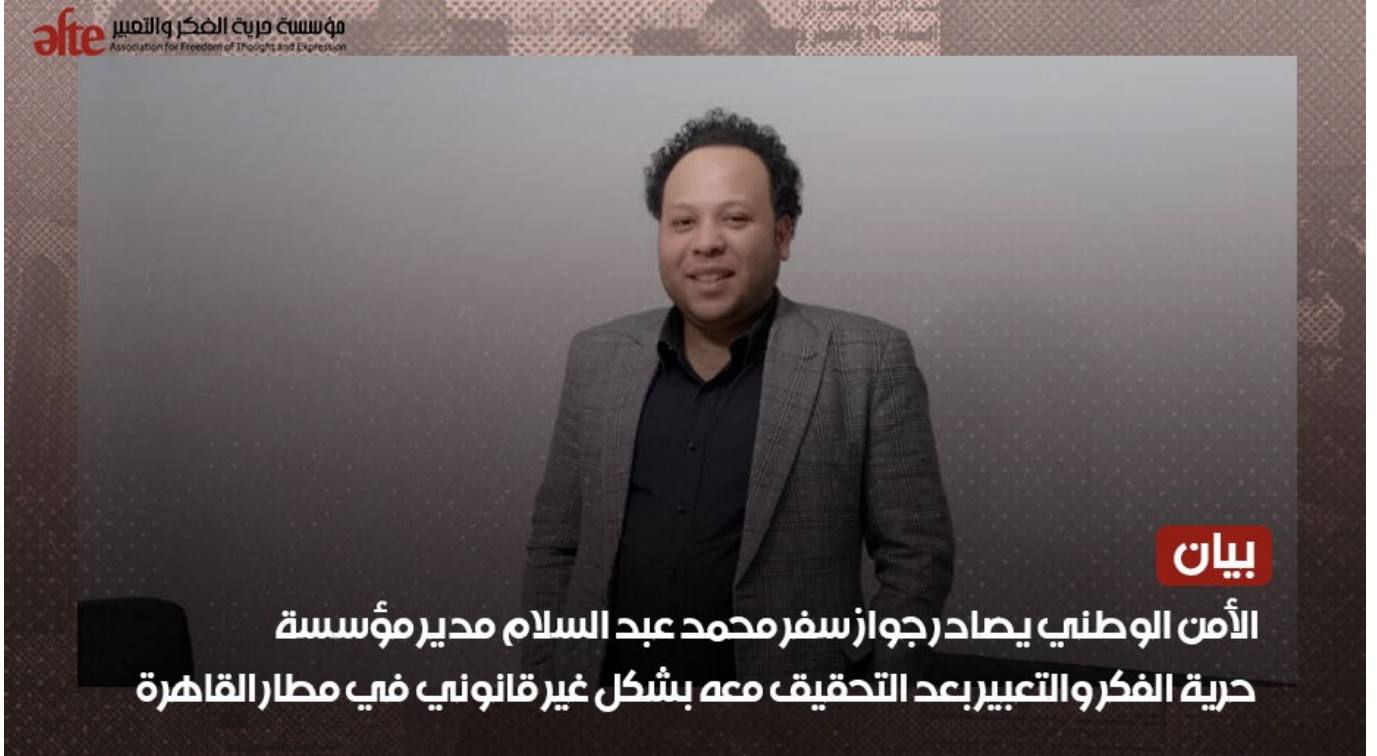 afte مؤسسة حرية الفكر والتعبير
Association for Freedom of Thought and Expression
بيان
الأمن الوطني يصادر جواز سفر محمد عبد السلام مدير مؤسسة
حرية الفكر والتعبير بعد التحقيق معه بشكل غير قانوني في مطار القاهرة